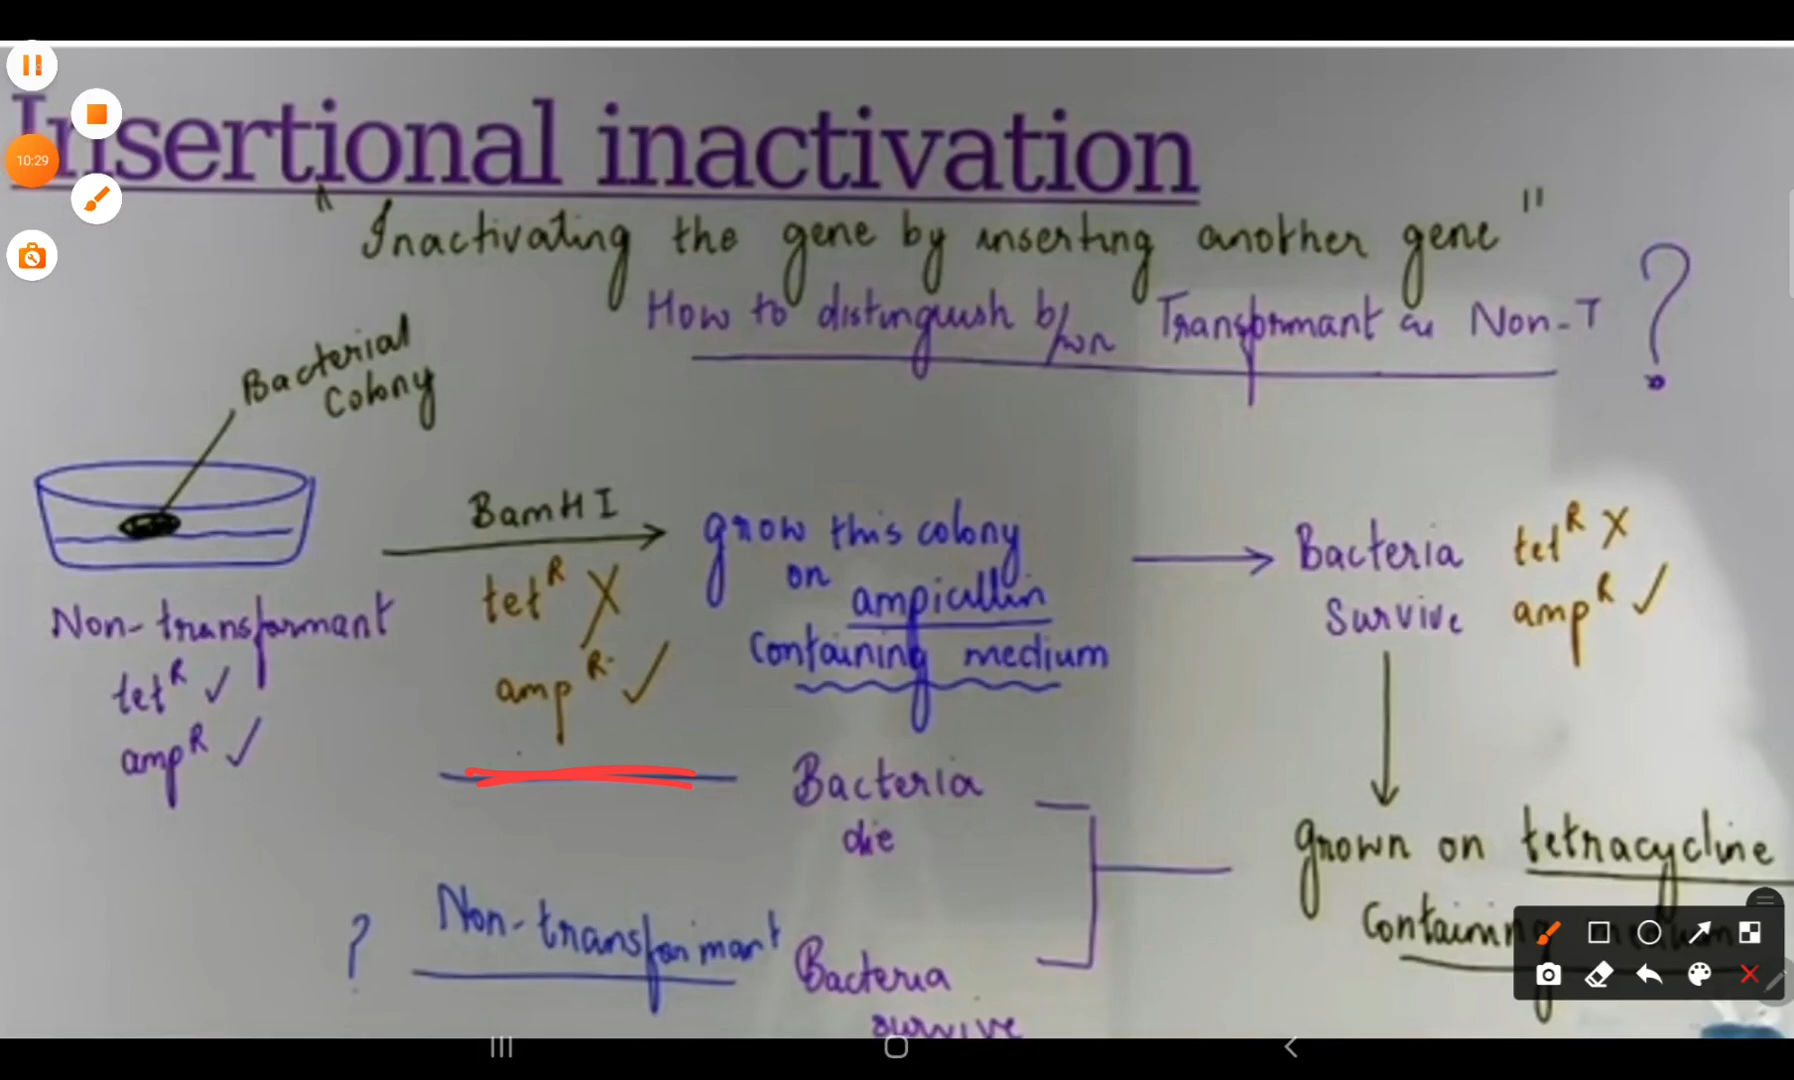 10:29
Insertional inactivation
"Inactivating the gene by inserting another gene"
How to distinguish b/wn Transformant & Non-T ?
Bacterial
Colony
BamH I
tet^R X
amp^R ✓
grow this colony
on ampicillin
Containing medium
Bacteria
Survive
tet^R X
amp^R ✓
Non-transformant
tet^R ✓
amp^R ✓
Bacteria
die
grown on tetracycline
Containing
? Non-transformant
Bacteria
survive